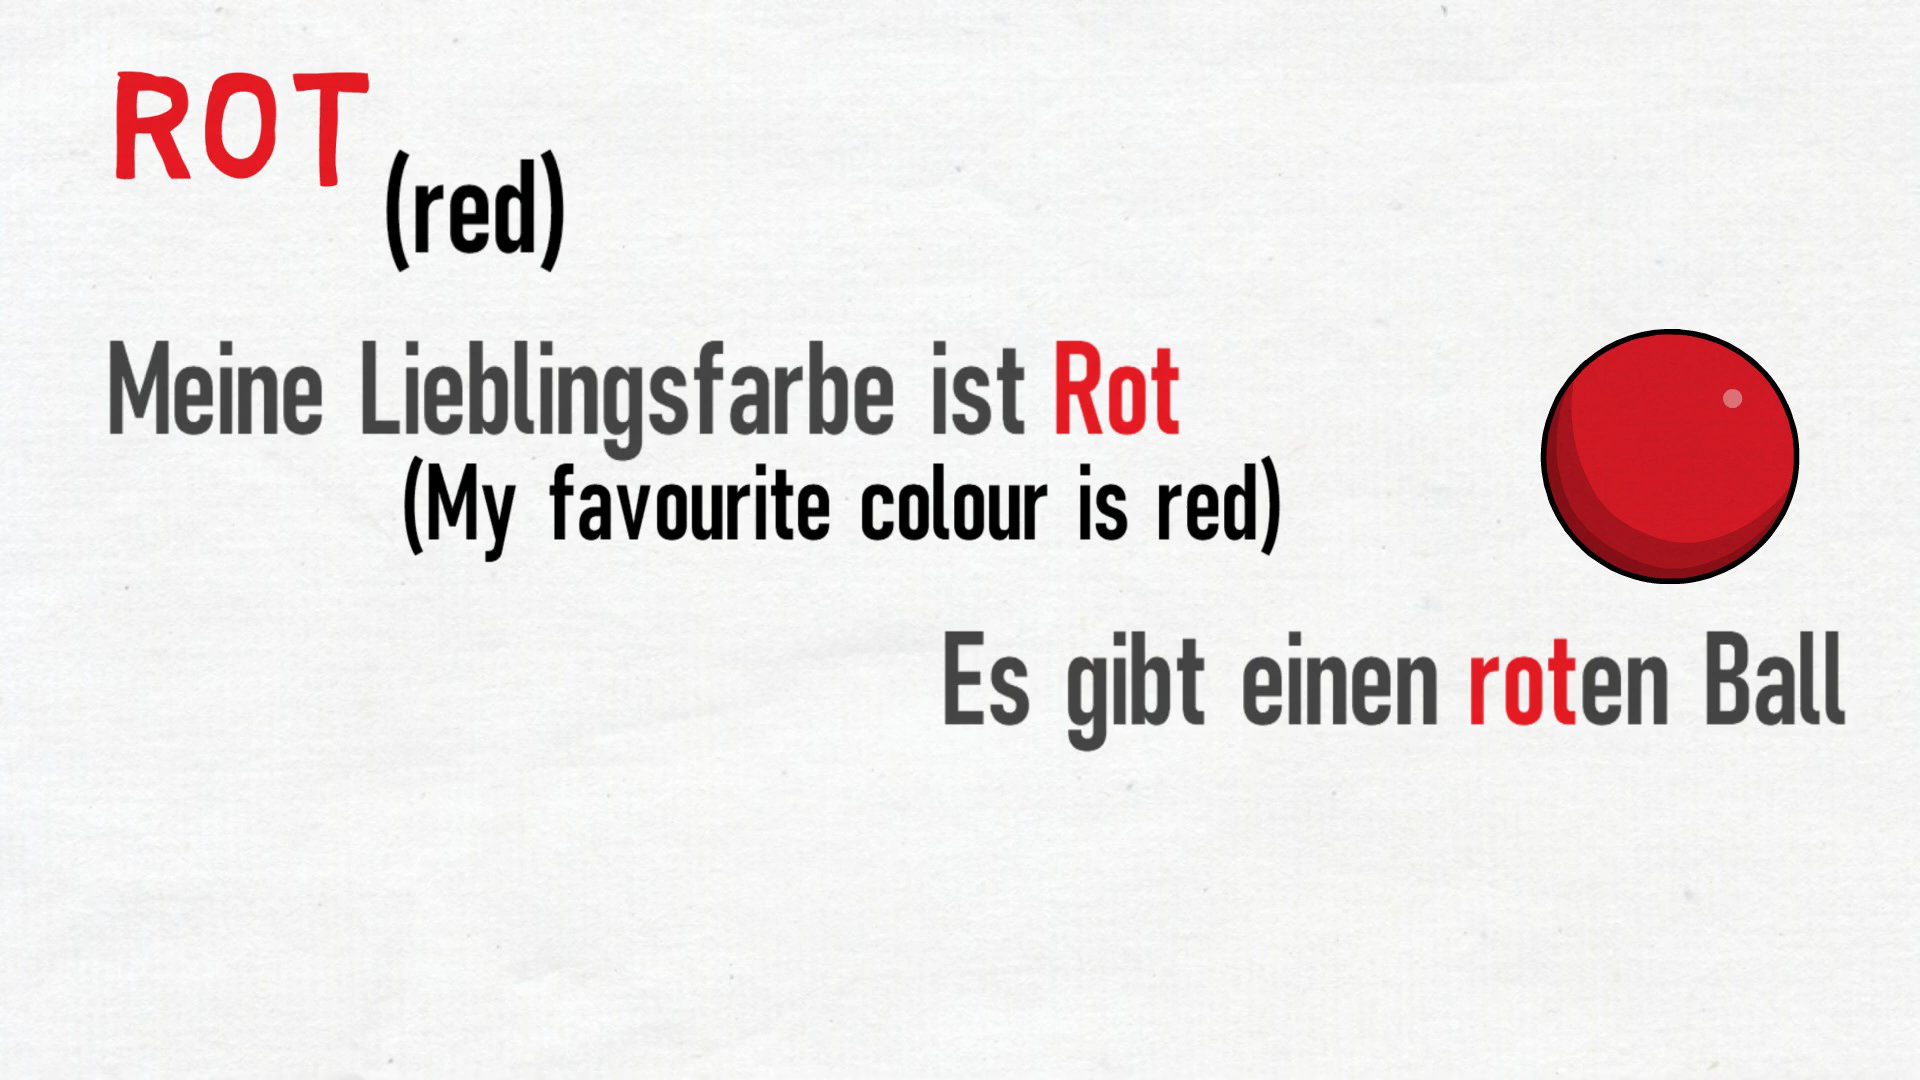 ROT
(red)
Meine Lieblingsfarbe ist Rot
(My favourite colour is red)
Es gibt einen roten Ball